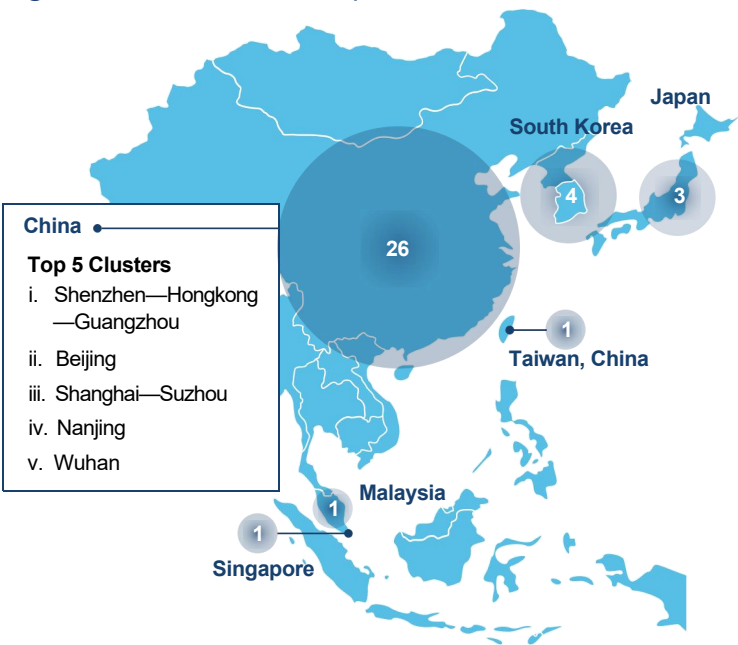 Japan
South Korea
4
3
China
26
Top 5 Clusters
i. Shenzhen—Hongkong
—Guangzhou
ii. Beijing
iii. Shanghai—Suzhou
iv. Nanjing
v. Wuhan
1
Taiwan, China
Malaysia
1
1
Singapore